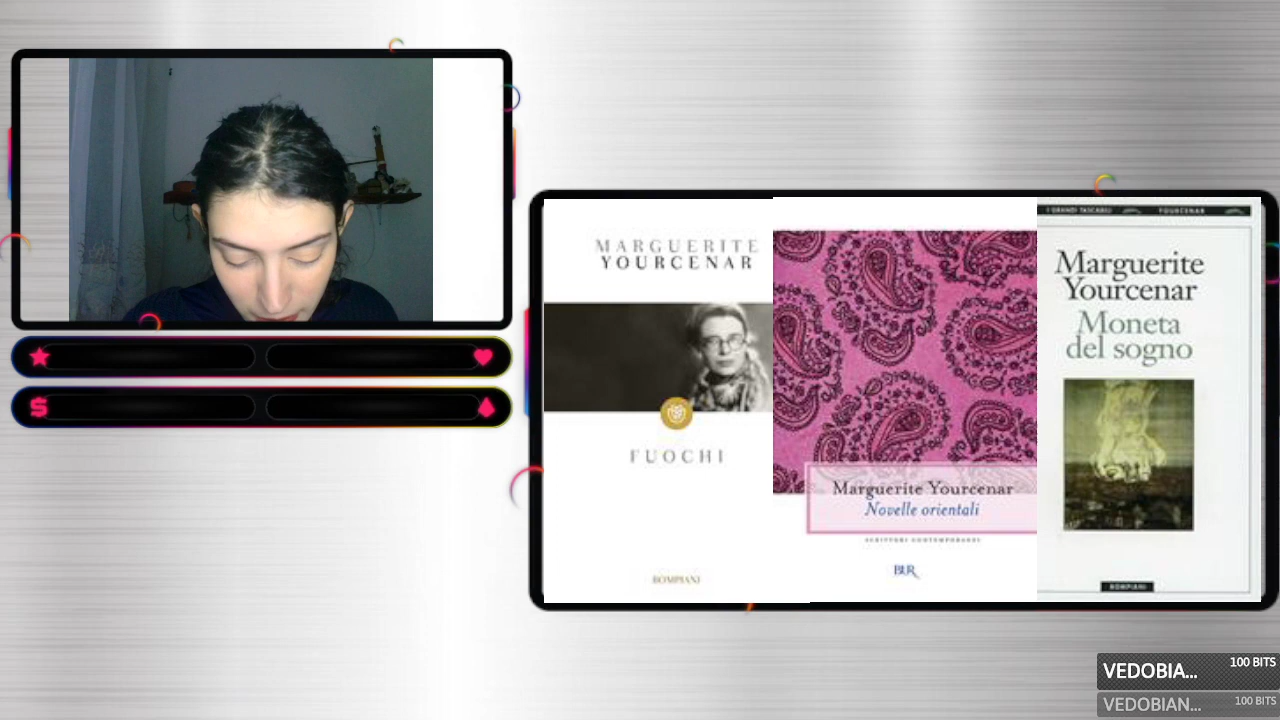 MARGUERITE
YOURCENAR
FUOCHI
BOMPIANI
Marguerite Yourcenar
Novelle orientali
SCRITTORI CONTEMPORANEI
BUR
I GRANDI TASCABILI
YOURCENAR
Marguerite
Yourcenar
Moneta
del sogno
BOMPIANI
VEDOBIA...
100 BITS
VEDOBIAN...
100 BITS